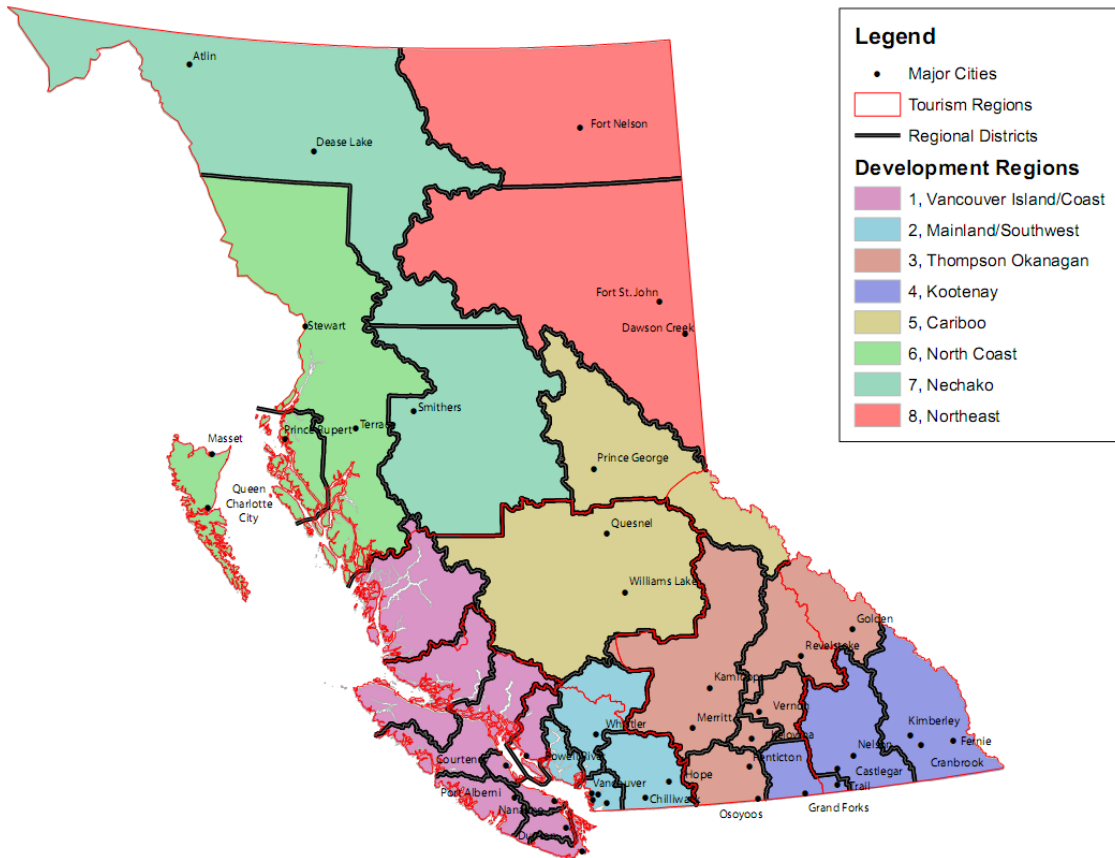 Legend
Major Cities
Tourism Regions
Regional Districts
Development Regions
1, Vancouver Island/Coast
2, Mainland/Southwest
3, Thompson Okanagan
4, Kootenay
5, Cariboo
6, North Coast
7, Nechako
8, Northeast
Atlin
Fort Nelson
Dease Lake
Fort St. John
Stewart
Dawson Creek
Smithers
Terrace
Prince Rupert
Masset
Prince George
Queen
Charlotte
City
Quesnel
Williams Lake
Golden
Revelstoke
Kamloops
Vernon
Merritt
Kelowna
Whistler
Kimberley
Fernie
Cranbrook
Nelson
Castlegar
Trail
Penticton
Powell River
Courtenay
Hope
Vancouver
Chilliwack
Port Alberni
Nanaimo
Duncan
Osoyoos
Grand Forks